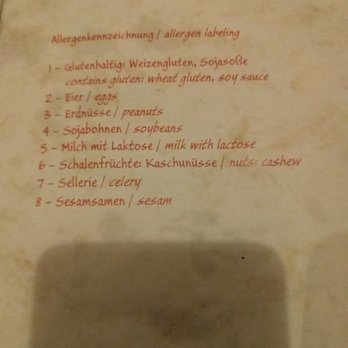 Allergenkennzeichnung / allergen labeling
1 – Glutenhaltig: Weizengluten, Sojasoße
contains gluten: wheat gluten, soy sauce
2 – Eier / eggs
3 – Erdnüsse / peanuts
4 – Sojabohnen / soybeans
5 – Milch mit Laktose / milk with lactose
6 – Schalenfrüchte: Kaschunüsse / nuts: cashew
7 – Sellerie / celery
8 – Sesamsamen / sesam